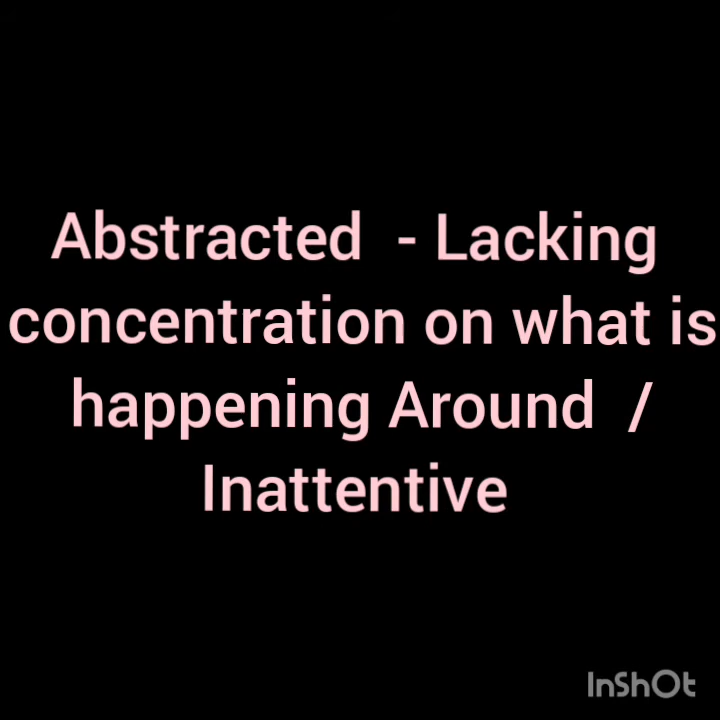 Abstracted - Lacking
concentration on what is
happening Around /
Inattentive
InShOt